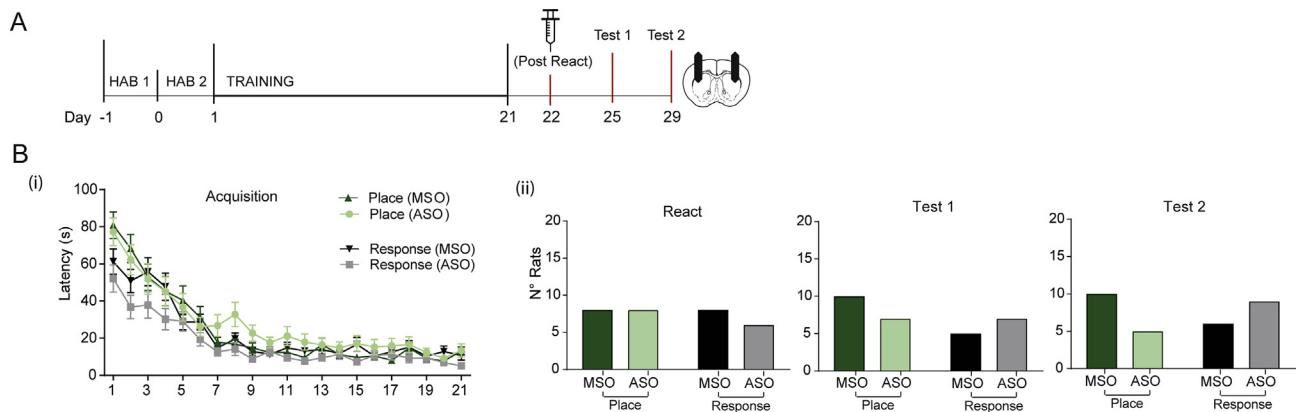 A
HAB 1
HAB 2
TRAINING
(Post React)
Test 1
Test 2
Day -1 0 1 21 22 25 29
B
(i)
Acquisition
Place (MSO)
Place (ASO)
Response (MSO)
Response (ASO)
Latency (s)
100
80
60
40
20
0
1 3 5 7 9 11 13 15 17 19 21
(ii)
React
N° Rats
20
15
10
5
0
MSO ASO MSO ASO
Place Response
Test 1
20
15
10
5
0
MSO ASO MSO ASO
Place Response
Test 2
20
15
10
5
0
MSO ASO MSO ASO
Place Response